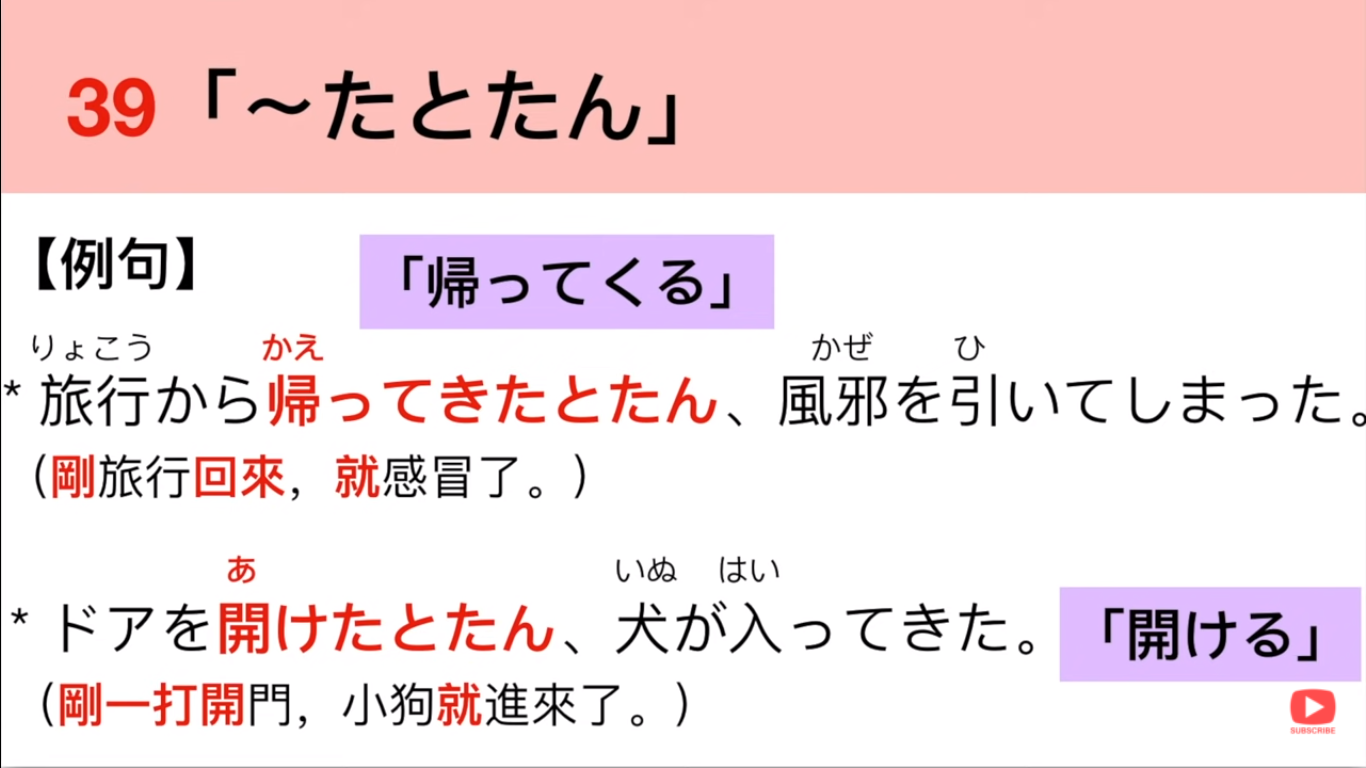 39「～たとたん」
【例句】
「帰ってくる」
りょこう かえ かぜ ひ
* 旅行から帰ってきたとたん、風邪を引いてしまった。
（剛旅行回來，就感冒了。）
あ いぬ はい
* ドアを開けたとたん、犬が入ってきた。
「開ける」
（剛一打開門，小狗就進來了。）
SUBSCRIBE